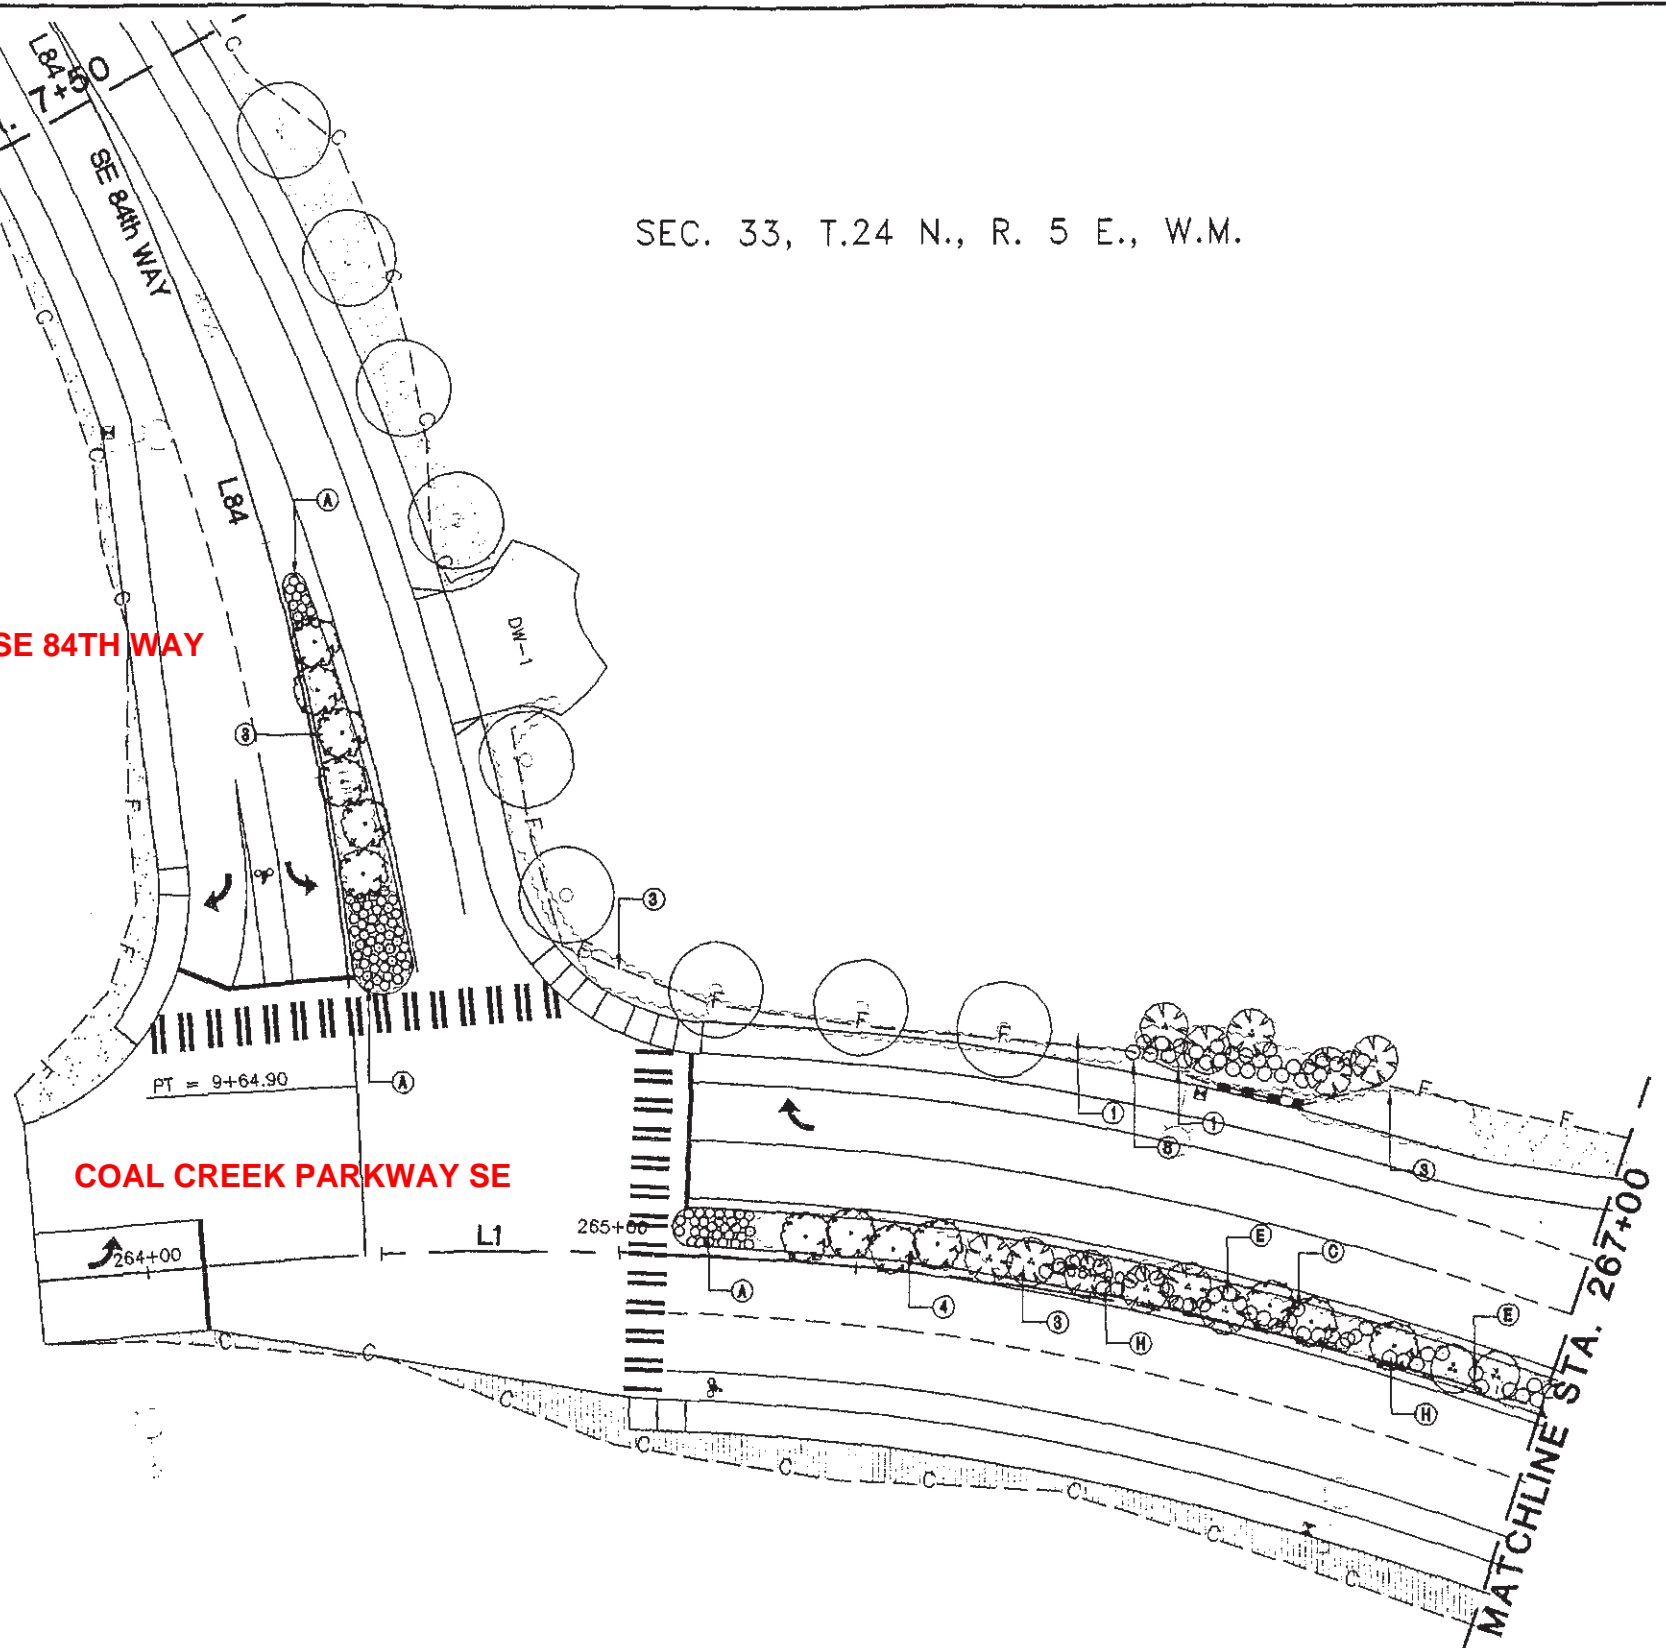 L84
7+50
SE 84th WAY
SEC. 33, T.24 N., R. 5 E., W.M.
C
C
C
C
C
C
C
C
L84
A
DW-1
SE 84TH WAY
3
F
F
3
F
F
F
F
F
A
PT = 9+64.90
1
1
8
3
F
F
COAL CREEK PARKWAY SE
264+00
L1
265+00
A
4
3
H
E
C
E
H
C
C
C
C
C
C
C
C
C
MATCHLINE STA. 267+00